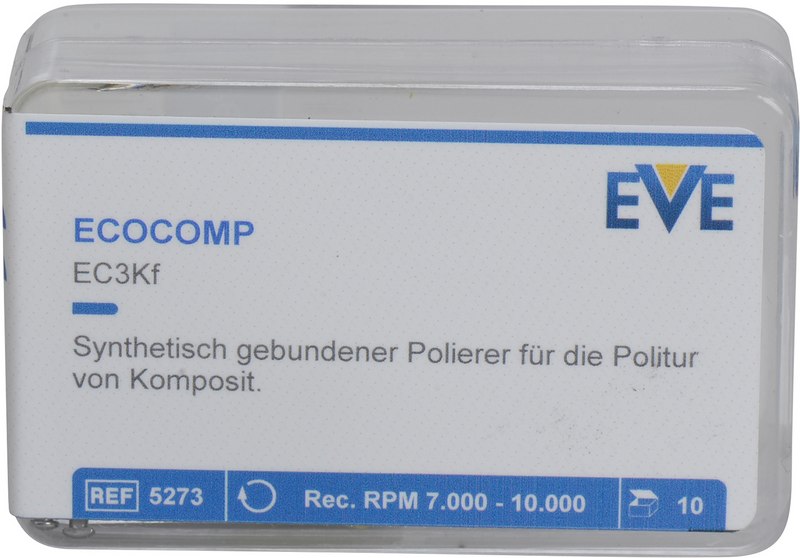 EVE
ECOCOMP
EC3Kf
Synthetisch gebundener Polierer für die Politur
von Komposit.
REF 5273 Rec. RPM 7.000 - 10.000 10